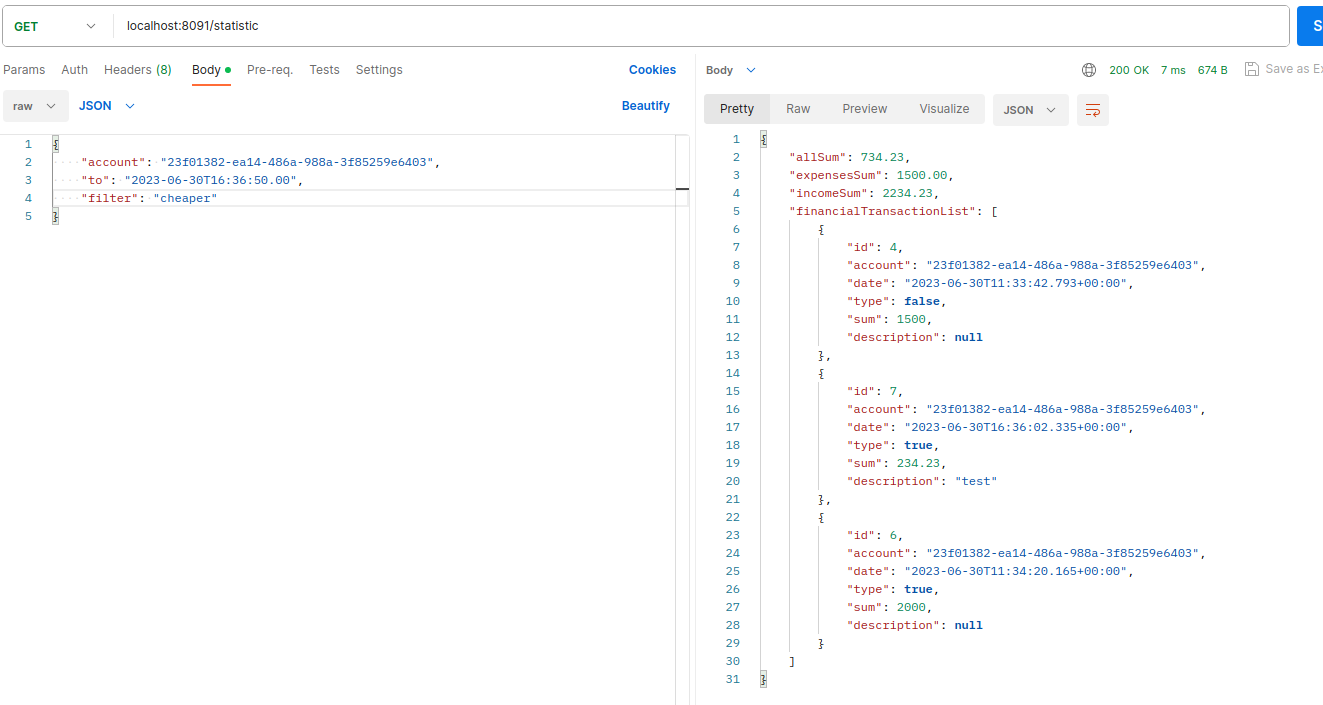 GET localhost:8091/statistic S
Params Auth Headers (8) Body Pre-req. Tests Settings Cookies
raw JSON Beautify
1 {
2 "account": "23f01382-ea14-486a-988a-3f85259e6403",
3 "to": "2023-06-30T16:36:50.00",
4 "filter": "cheaper"
5 }
Body 200 OK 7 ms 674 B Save as Ex
Pretty Raw Preview Visualize JSON
1 {
2 "allSum": 734.23,
3 "expensesSum": 1500.00,
4 "incomeSum": 2234.23,
5 "financialTransactionList": [
6 {
7 "id": 4,
8 "account": "23f01382-ea14-486a-988a-3f85259e6403",
9 "date": "2023-06-30T11:33:42.793+00:00",
10 "type": false,
11 "sum": 1500,
12 "description": null
13 },
14 {
15 "id": 7,
16 "account": "23f01382-ea14-486a-988a-3f85259e6403",
17 "date": "2023-06-30T16:36:02.335+00:00",
18 "type": true,
19 "sum": 234.23,
20 "description": "test"
21 },
22 {
23 "id": 6,
24 "account": "23f01382-ea14-486a-988a-3f85259e6403",
25 "date": "2023-06-30T11:34:20.165+00:00",
26 "type": true,
27 "sum": 2000,
28 "description": null
29 }
30 ]
31 }